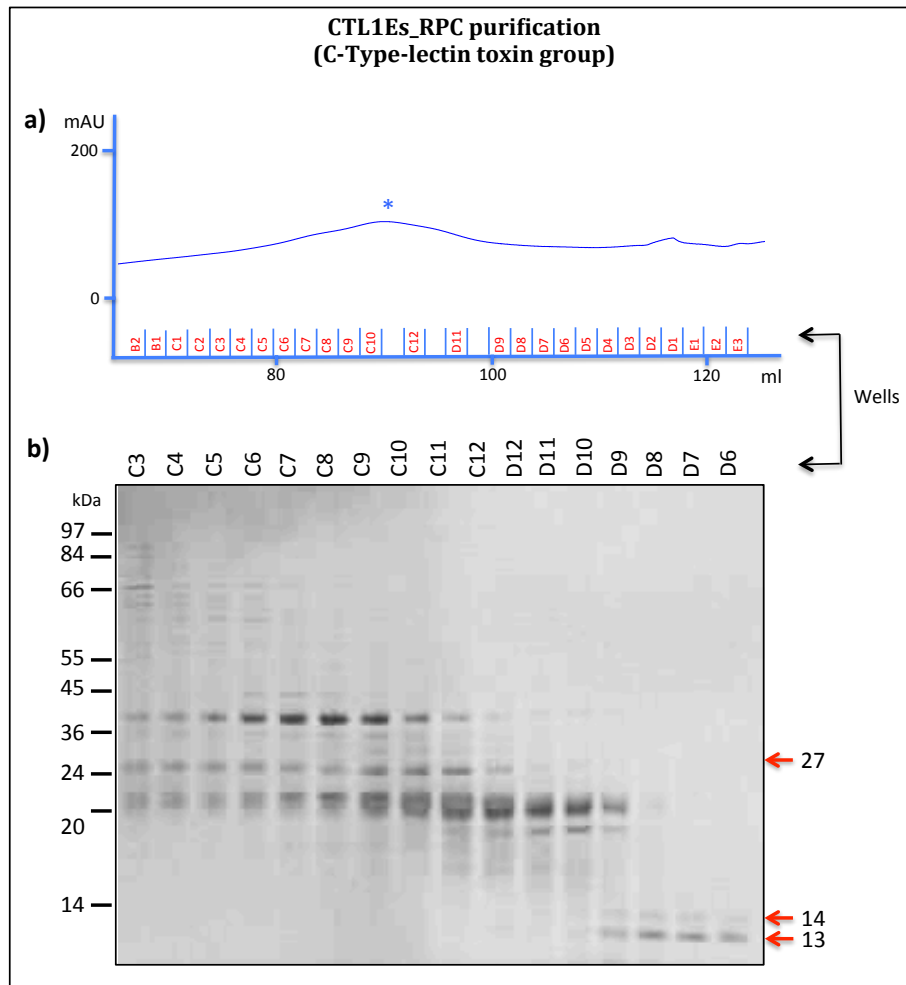 CTL1Es_RPC purification
(C-Type-lectin toxin group)
a)
mAU
200
*
0
B2 B1 C1 C2 C3 C4 C5 C6 C7 C8 C9 C10 C12 D11 D9 D8 D7 D6 D5 D4 D3 D2 D1 E1 E2 E3
80 100 120 ml
Wells
b)
C3 C4 C5 C6 C7 C8 C9 C10 C11 C12 D12 D11 D10 D9 D8 D7 D6
kDa
97
84
66
55
45
36
27
24
20
14
14
13